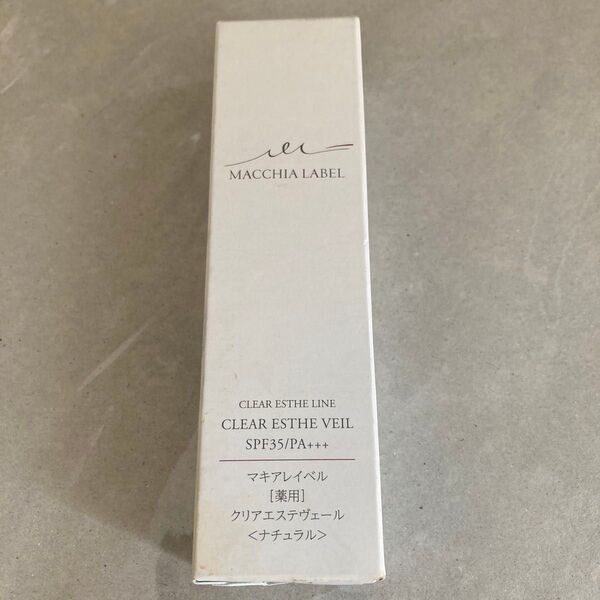 MACCHIA LABEL
CLEAR ESTHE LINE
CLEAR ESTHE VEIL
SPF35/PA+++
マキアレイベル
[薬用]
クリアエステヴェール
<ナチュラル>